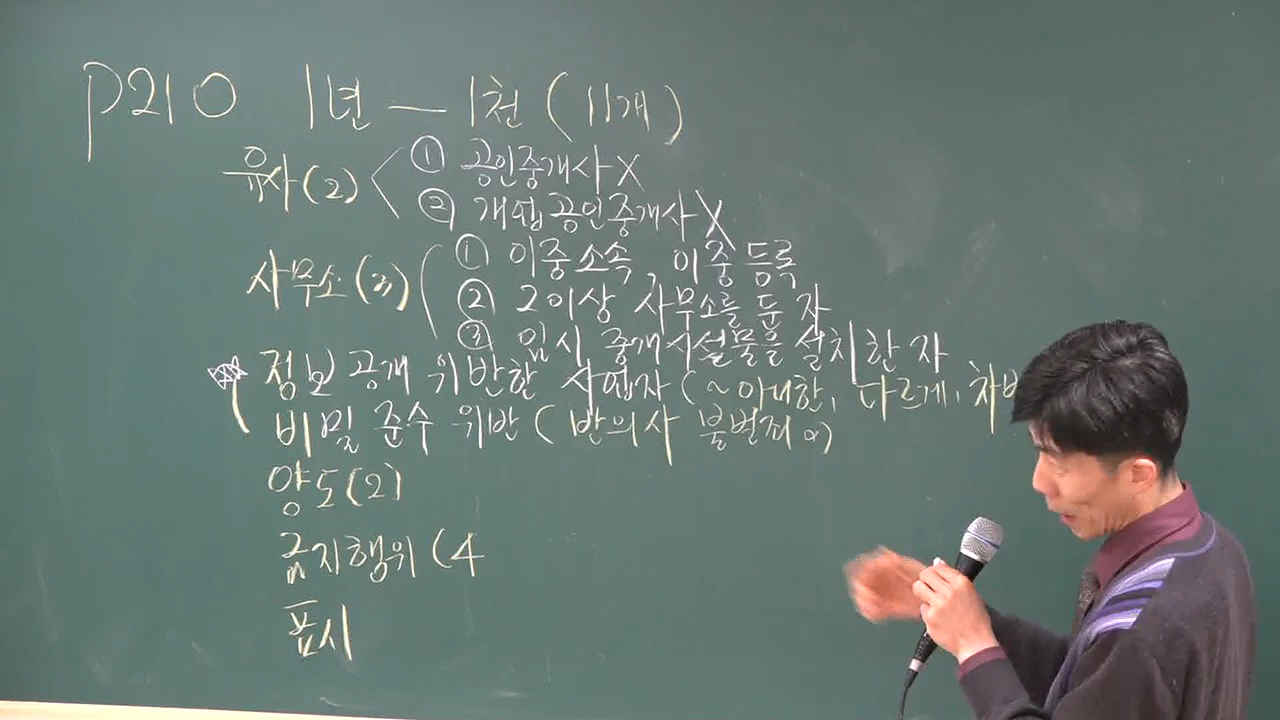 P210 1년 — 1천 (11개)
유사(2) ① 공인중개사 X
② 개업공인중개사 X
사무소(3) ① 이중소속, 이중등록
② 2이상 사무소를 둔 자
③ 임시 중개시설물을 설치한 자
정보공개 위반한 사업자 (~아니한, 다르게, 차
비밀 준수 위반 (반의사 불벌죄
양도(2)
금지행위 (4
표시